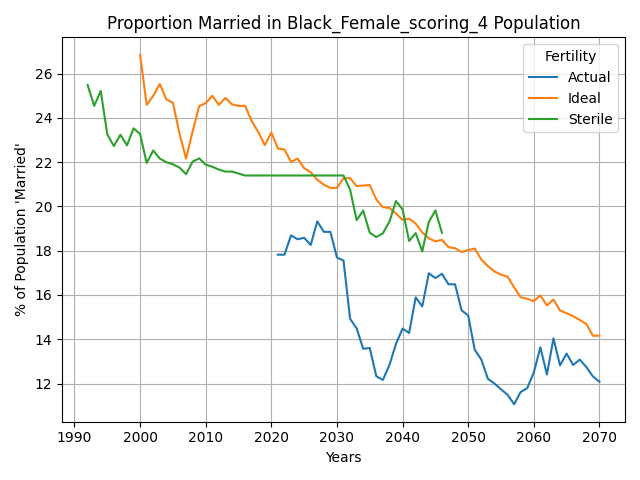 Proportion Married in Black_Female_scoring_4 Population
Fertility
Actual
Ideal
Sterile
% of Population 'Married'
26
24
22
20
18
16
14
12
1990 2000 2010 2020 2030 2040 2050 2060 2070
Years